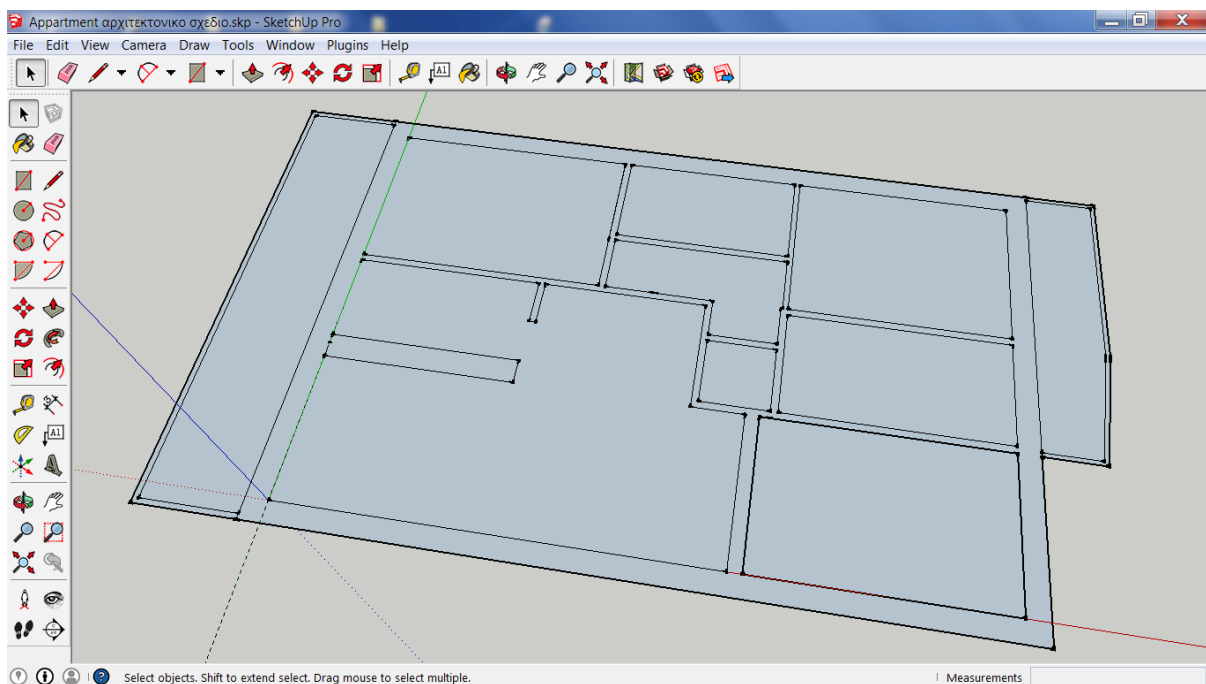 Appartment αρχιτεκτονικο σχεδιο.skp - SketchUp Pro
File Edit View Camera Draw Tools Window Plugins Help
A1
A1
Select objects. Shift to extend select. Drag mouse to select multiple.
Measurements